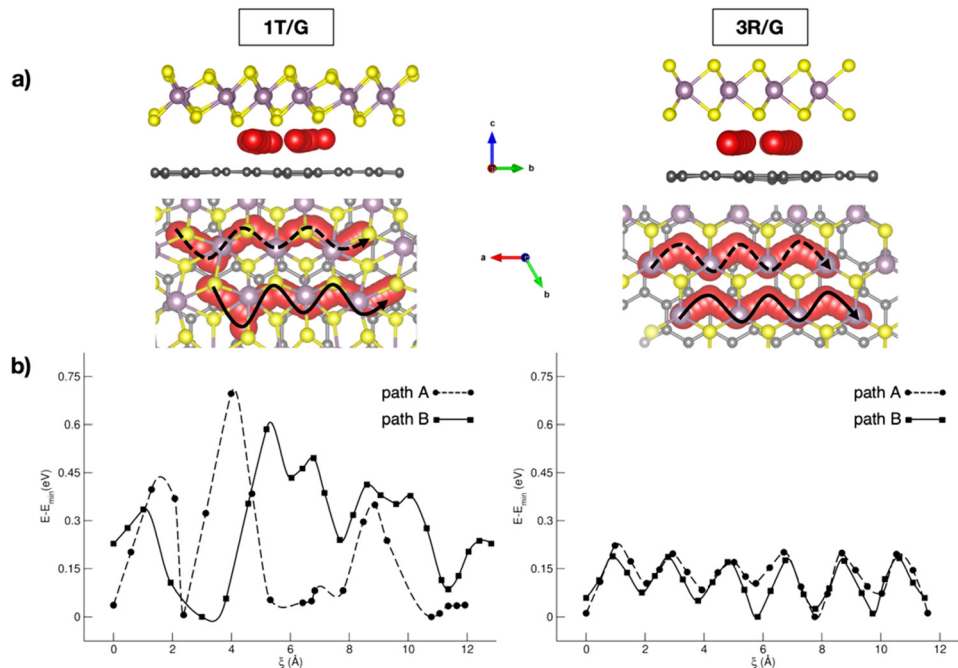 1T/G
3R/G
a)
c
b
a
b
b)
0.75
0.6
0.45
0.3
0.15
0
E-Emin(eV)
path A
path B
0 2 4 6 8 10 12
ξ (Å)
0.75
0.6
0.45
0.3
0.15
0
E-Emin (eV)
path A
path B
0 2 4 6 8 10 12
ξ (Å)